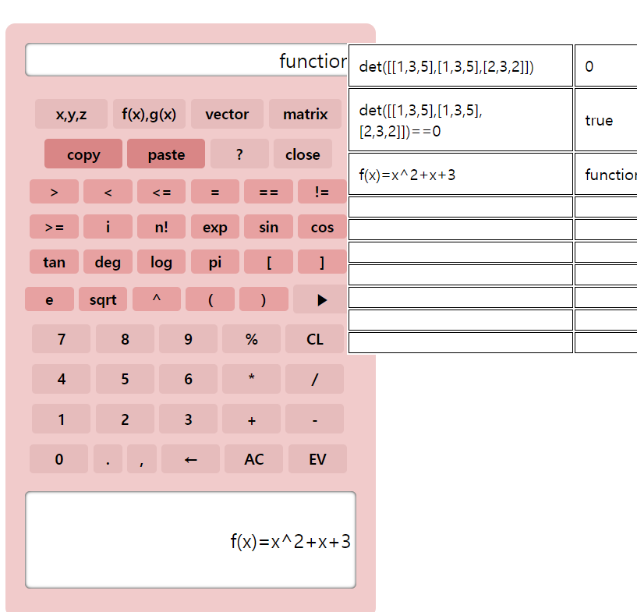 function
det([[1,3,5],[1,3,5],[2,3,2]])
0
det([[1,3,5],[1,3,5],
[2,3,2]])==0
true
f(x)=x^2+x+3
function
x,y,z f(x),g(x) vector matrix
copy paste ? close
> < <= = == !=
>= i n! exp sin cos
tan deg log pi [ ]
e sqrt ^ ( ) ▶
7 8 9 % CL
4 5 6 * /
1 2 3 + -
0 . , ← AC EV
f(x)=x^2+x+3